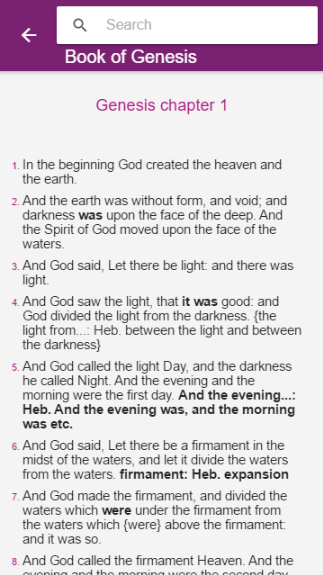 Search
Book of Genesis
Genesis chapter 1
1. In the beginning God created the heaven and
the earth.
2. And the earth was without form, and void; and
darkness was upon the face of the deep. And
the Spirit of God moved upon the face of the
waters.
3. And God said, Let there be light: and there was
light.
4. And God saw the light, that it was good: and
God divided the light from the darkness. {the
light from...: Heb. between the light and between
the darkness}
5. And God called the light Day, and the darkness
he called Night. And the evening and the
morning were the first day. And the evening...:
Heb. And the evening was, and the morning
was etc.
6. And God said, Let there be a firmament in the
midst of the waters, and let it divide the waters
from the waters. firmament: Heb. expansion
7. And God made the firmament, and divided the
waters which were under the firmament from
the waters which {were} above the firmament:
and it was so.
8. And God called the firmament Heaven. And the
evening and the morning were the second day